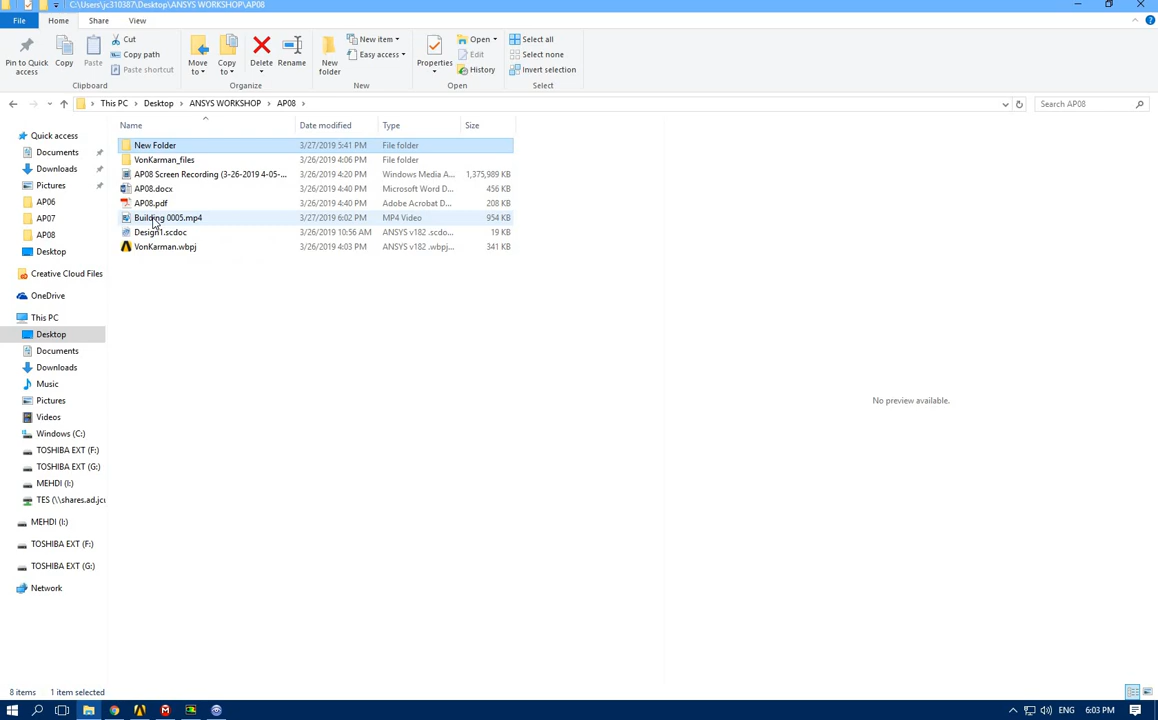 C:\Users\jc310387\Desktop\ANSYS WORKSHOP\AP08
File Home Share View
Pin to Quick access
Copy
Paste
Cut
Copy path
Paste shortcut
Clipboard
Move to
Copy to
Delete
Rename
Organize
New folder
New item
Easy access
New
Properties
Open
Edit
History
Open
Select all
Select none
Invert selection
Select
This PC > Desktop > ANSYS WORKSHOP > AP08 >
Search AP08
Name Date modified Type Size
New Folder 3/27/2019 5:41 PM File folder
VonKarman_files 3/26/2019 4:06 PM File folder
AP08 Screen Recording (3-26-2019 4-05-... 3/26/2019 4:20 PM Windows Media A... 1,375,989 KB
AP08.docx 3/26/2019 4:40 PM Microsoft Word D... 456 KB
AP08.pdf 3/26/2019 4:40 PM Adobe Acrobat D... 208 KB
Building 0005.mp4 3/27/2019 6:02 PM MP4 Video 954 KB
Design1.scdoc 3/26/2019 10:56 AM ANSYS v182 .scdo... 19 KB
VonKarman.wbpj 3/26/2019 4:03 PM ANSYS v182 .wbpj... 341 KB
Quick access
Documents
Downloads
Pictures
AP06
AP07
AP08
Desktop
Creative Cloud Files
OneDrive
This PC
Desktop
Documents
Downloads
Music
Pictures
Videos
Windows (C:)
TOSHIBA EXT (F:)
TOSHIBA EXT (G:)
MEHDI (I:)
TES (\\shares.ad.jcu
MEHDI (I:)
TOSHIBA EXT (F:)
TOSHIBA EXT (G:)
Network
No preview available.
8 items 1 item selected
ENG 6:03 PM